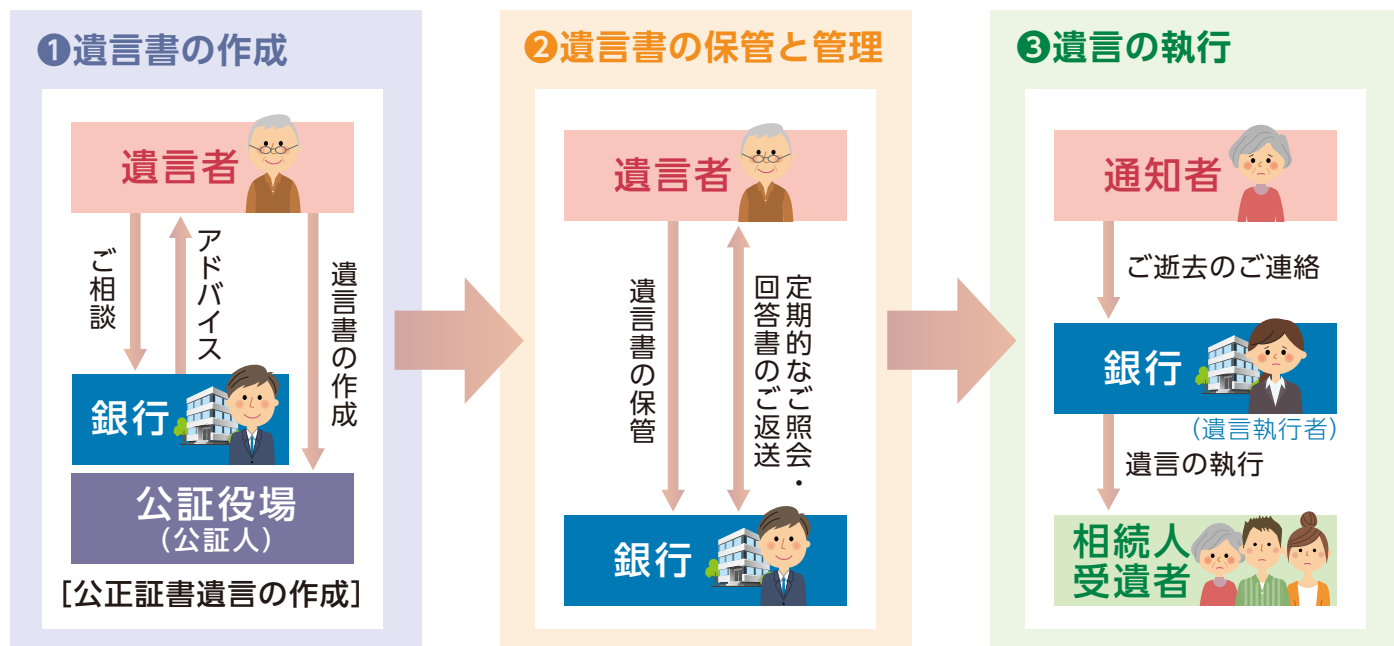 ❶遺言書の作成
遺言者
ご相談
アドバイス
遺言書の作成
銀行
公証役場
（公証人）
［公正証書遺言の作成］
❷遺言書の保管と管理
遺言者
遺言書の保管
定期的なご照会・
回答書のご返送
銀行
❸遺言の執行
通知者
ご逝去のご連絡
銀行
（遺言執行者）
遺言の執行
相続人
受遺者